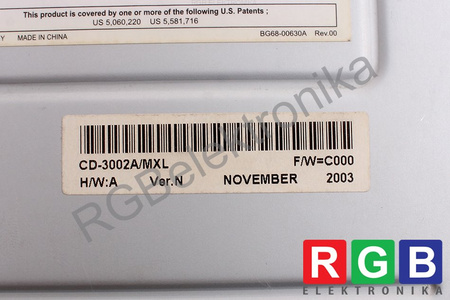 This product is covered by one or more of the following U.S. Patents ;
US 5,060,220 US 5,581,716
Y MADE IN CHINA BG68-00630A Rev.00
CD-3002A/MXL F/W=C000
H/W:A Ver.N NOVEMBER 2003
RGBelektronika
RGB
ELEKTRONIKA